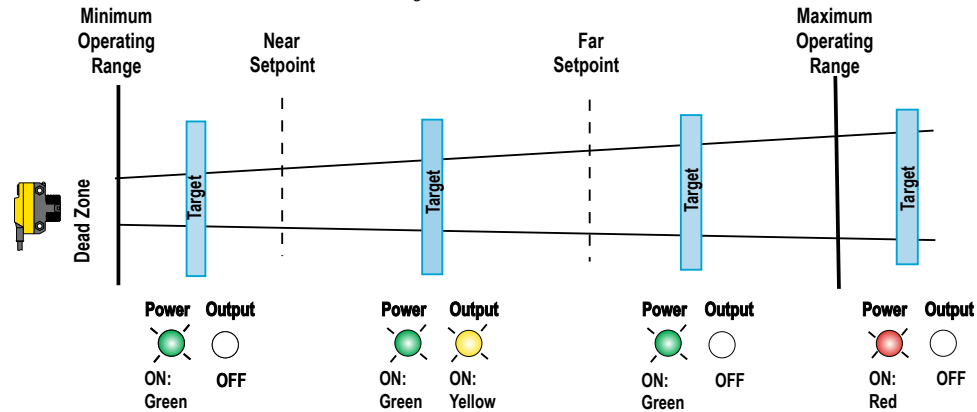 Minimum
Operating
Range
Near
Setpoint
Far
Setpoint
Maximum
Operating
Range
Dead Zone
Target
Target
Target
Target
Power Output
ON:
Green
OFF
Power Output
ON:
Green
ON:
Yellow
Power Output
ON:
Green
OFF
Power Output
ON:
Red
OFF